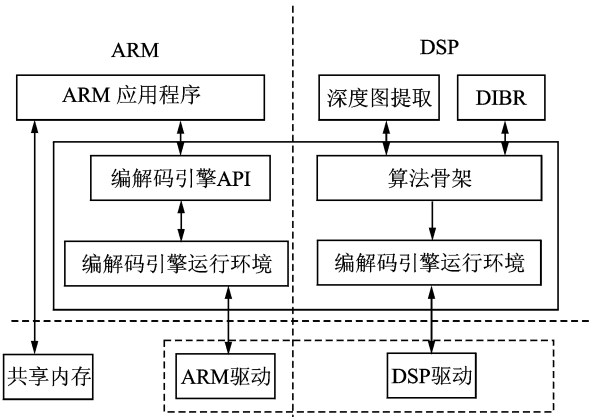 ARM
DSP
ARM 应用程序
深度图提取
DIBR
编解码引擎API
算法骨架
编解码引擎运行环境
编解码引擎运行环境
共享内存
ARM驱动
DSP驱动